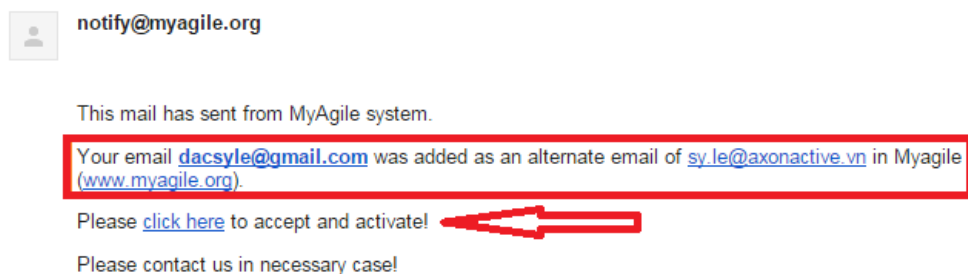 notify@myagile.org
This mail has sent from MyAgile system.
Your email dacsyle@gmail.com was added as an alternate email of sy.le@axonactive.vn in Myagile
(www.myagile.org).
Please click here to accept and activate!
Please contact us in necessary case!